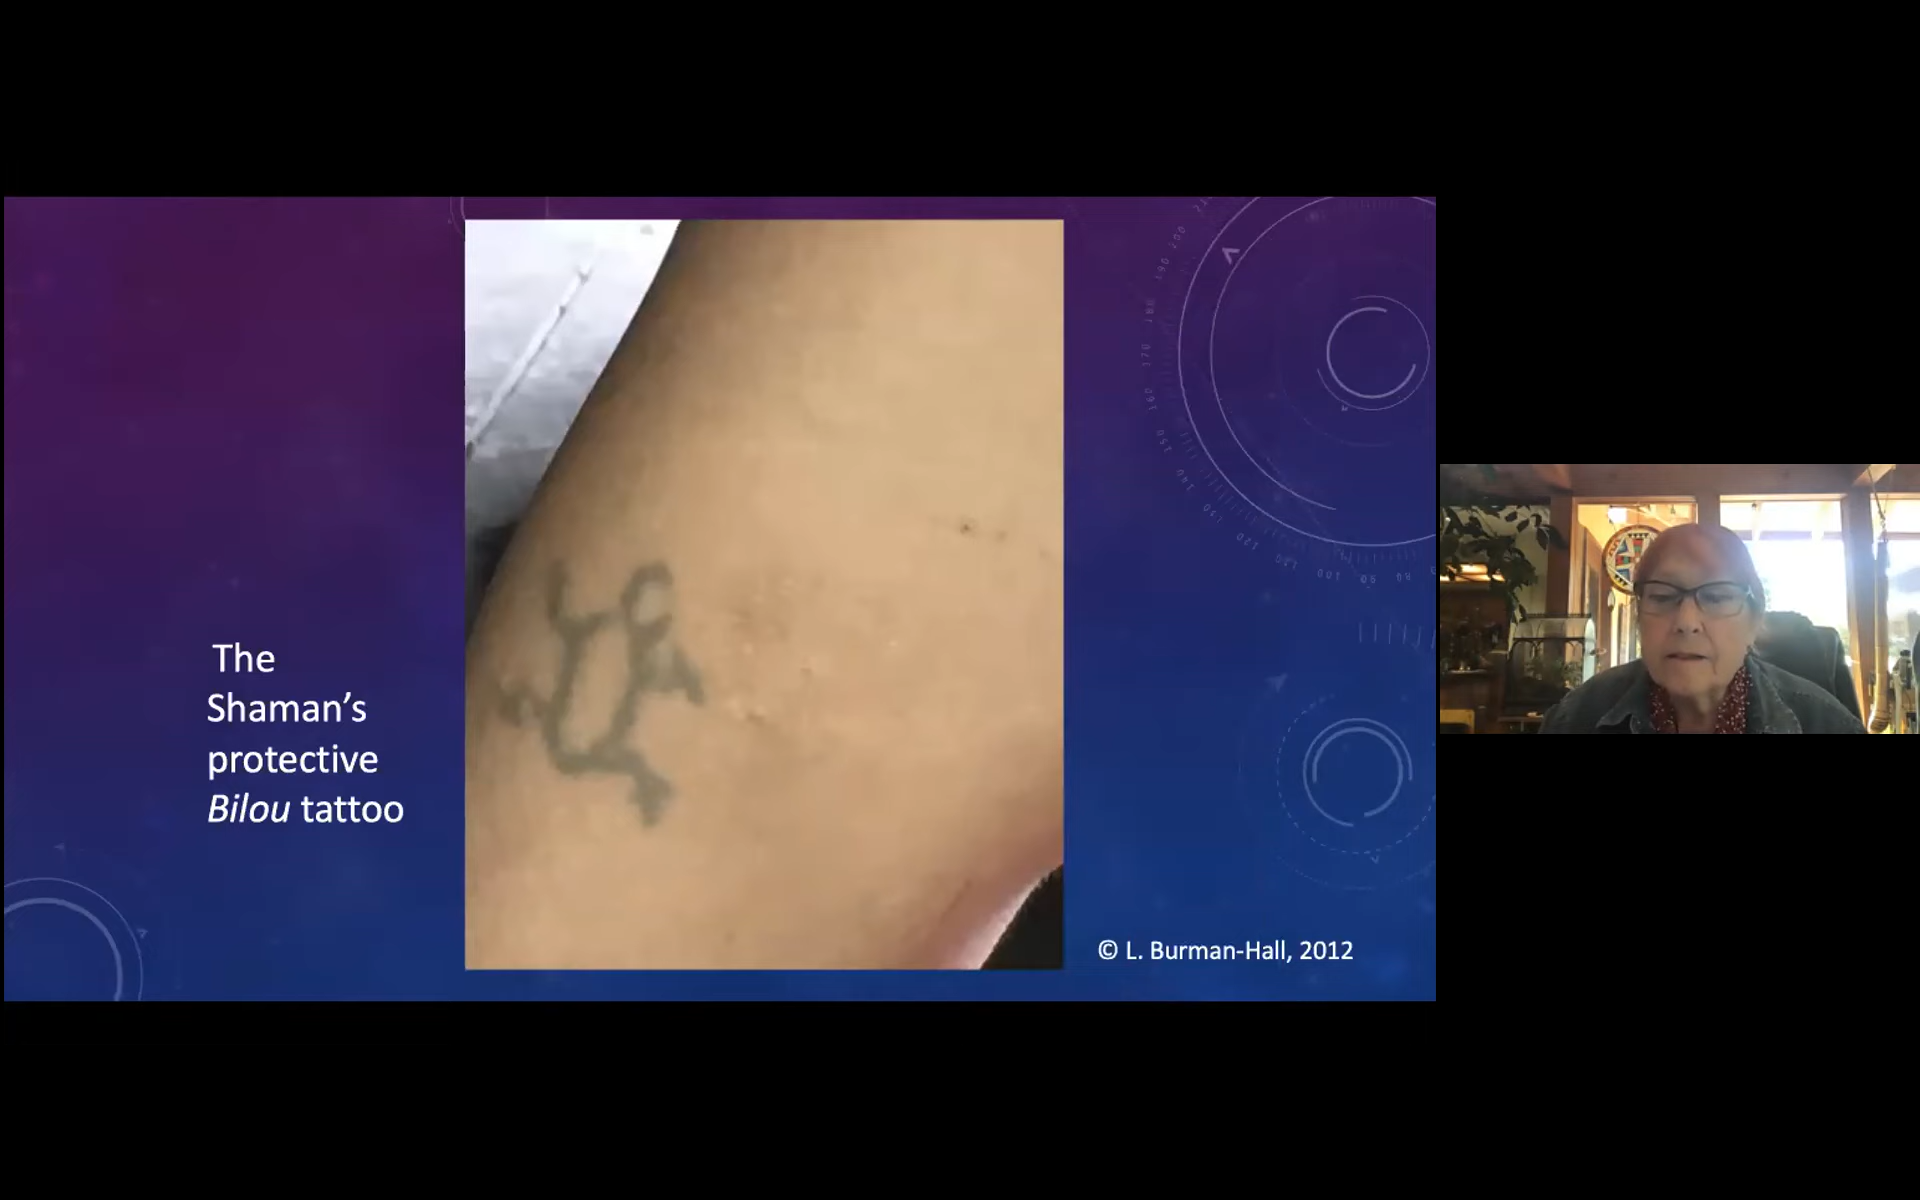 The
Shaman’s
protective
Bilou tattoo
© L. Burman-Hall, 2012